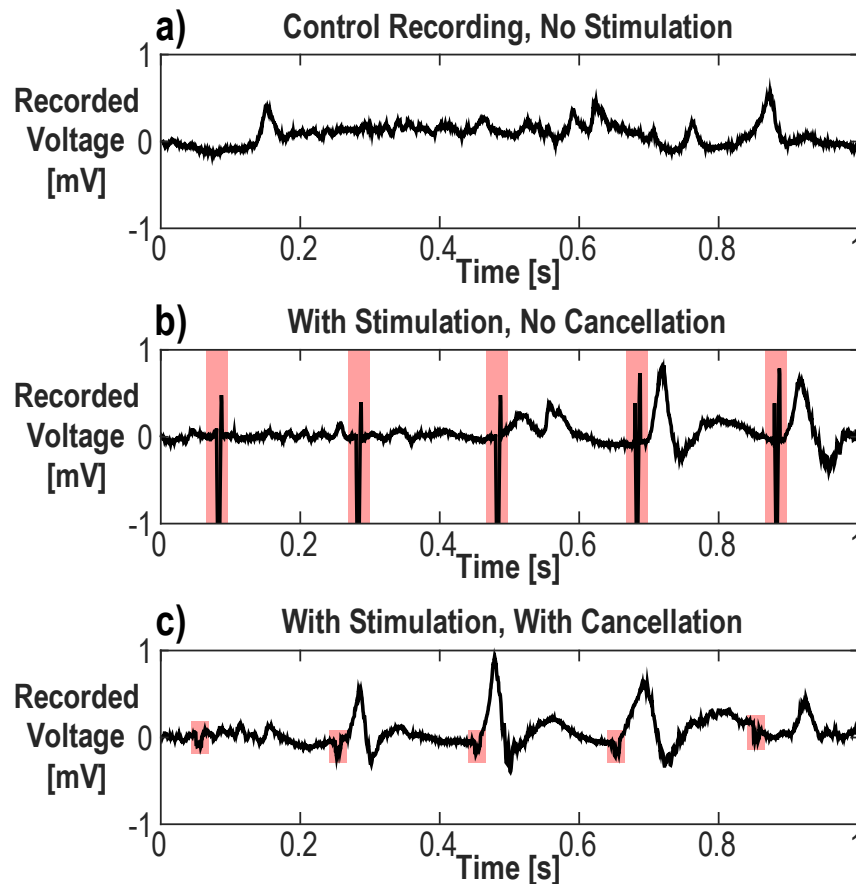 a) Control Recording, No Stimulation
1
Recorded
Voltage
[mV]
0
-1
0 0.2 0.4 0.6 0.8 1
Time [s]
b) With Stimulation, No Cancellation
1
Recorded
Voltage
[mV]
0
-1
0 0.2 0.4 0.6 0.8 1
Time [s]
c) With Stimulation, With Cancellation
1
Recorded
Voltage
[mV]
0
-1
0 0.2 0.4 0.6 0.8 1
Time [s]